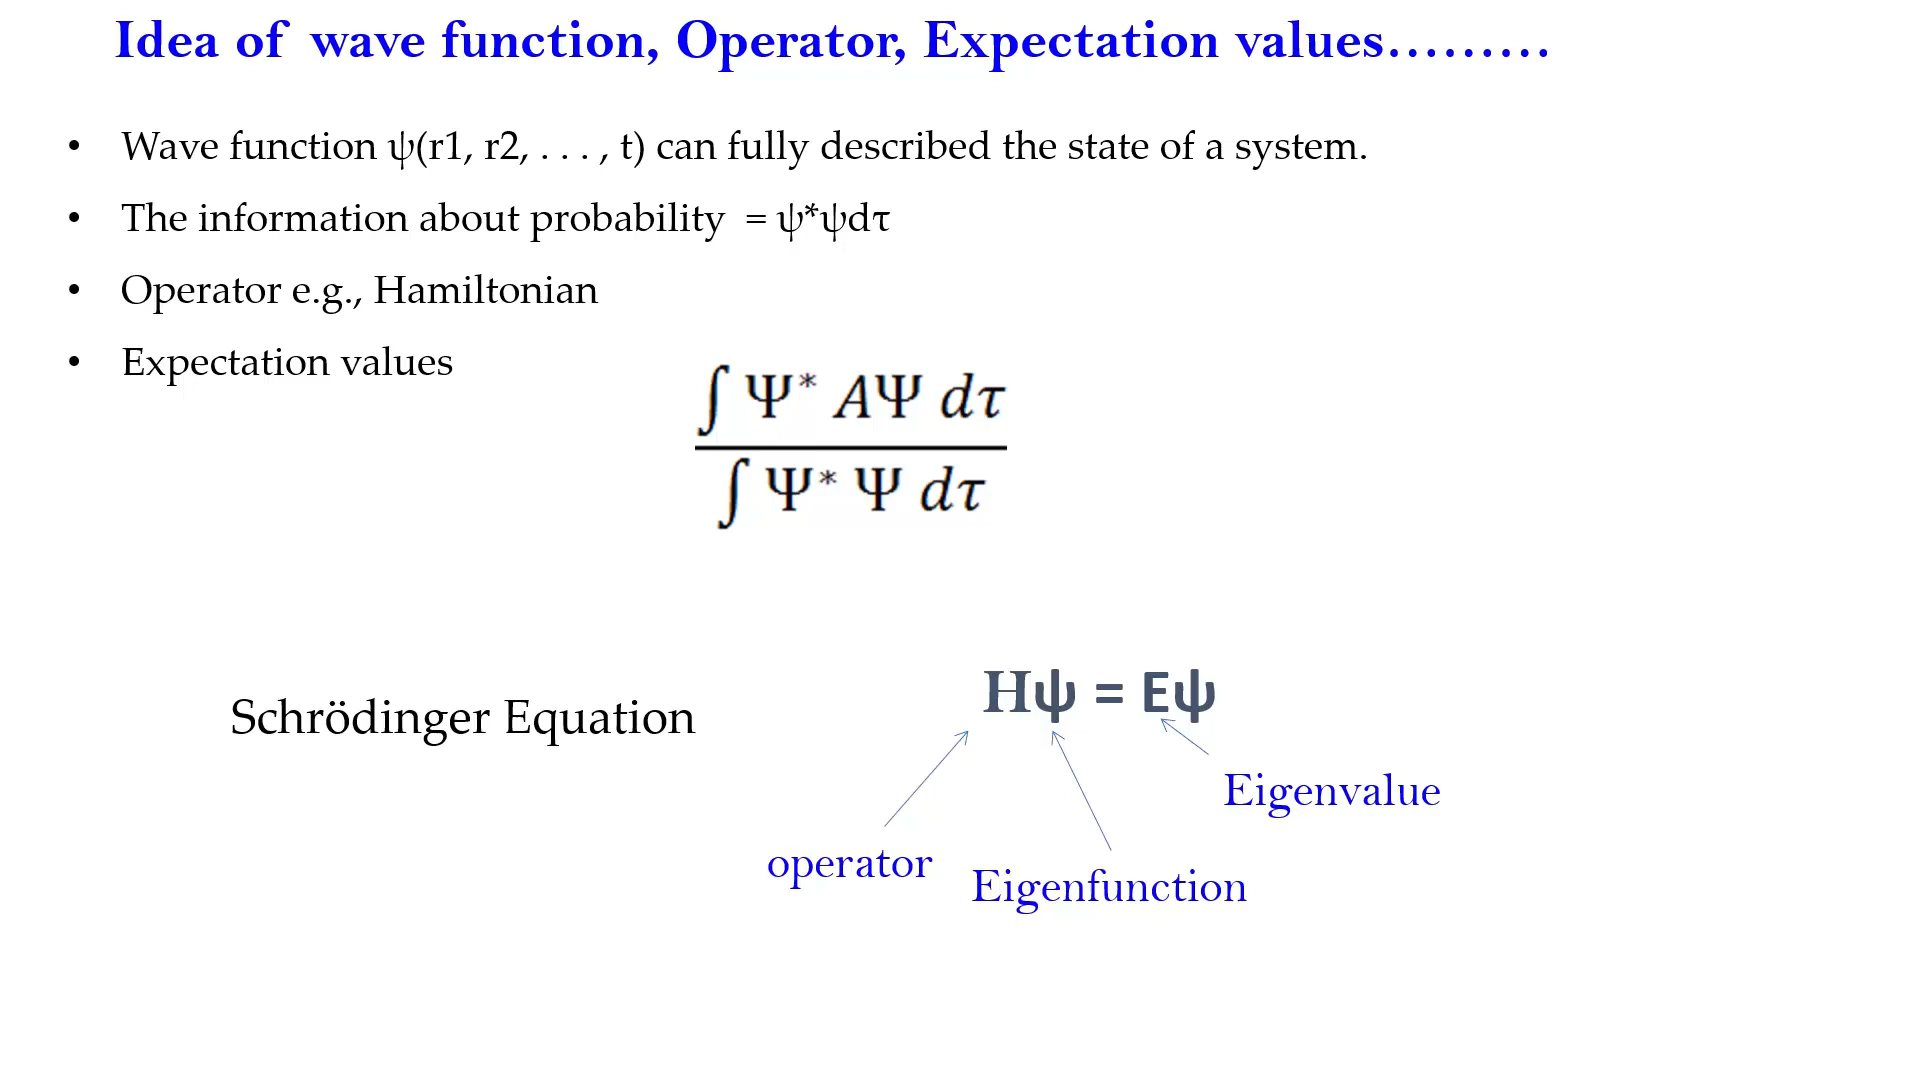 Idea of wave function, Operator, Expectation values………
• Wave function ψ(r1, r2, . . . , t) can fully described the state of a system.
• The information about probability = ψ*ψdτ
• Operator e.g., Hamiltonian
• Expectation values
∫ Ψ* AΨ dτ
∫ Ψ* Ψ dτ
Schrödinger Equation
Hψ = Eψ
Eigenvalue
operator
Eigenfunction